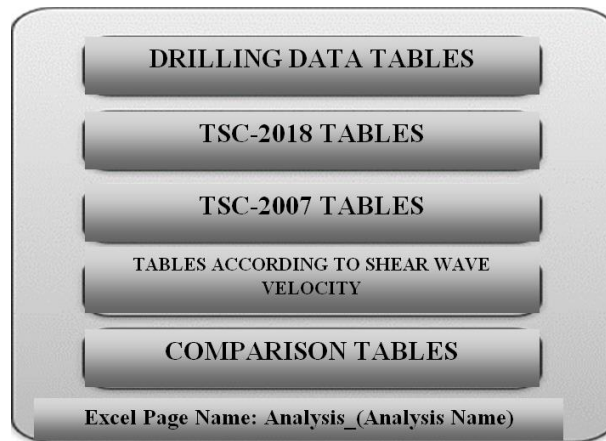 DRILLING DATA TABLES
TSC-2018 TABLES
TSC-2007 TABLES
TABLES ACCORDING TO SHEAR WAVE
VELOCITY
COMPARISON TABLES
Excel Page Name: Analysis_(Analysis Name)